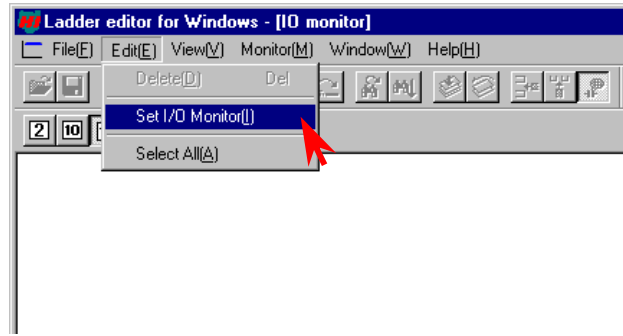 Ladder editor for Windows - [IO monitor]
File(F) Edit(E) View(V) Monitor(M) Window(W) Help(H)
Delete(D) Del
Set I/O Monitor(I)
2 10
Select All(A)